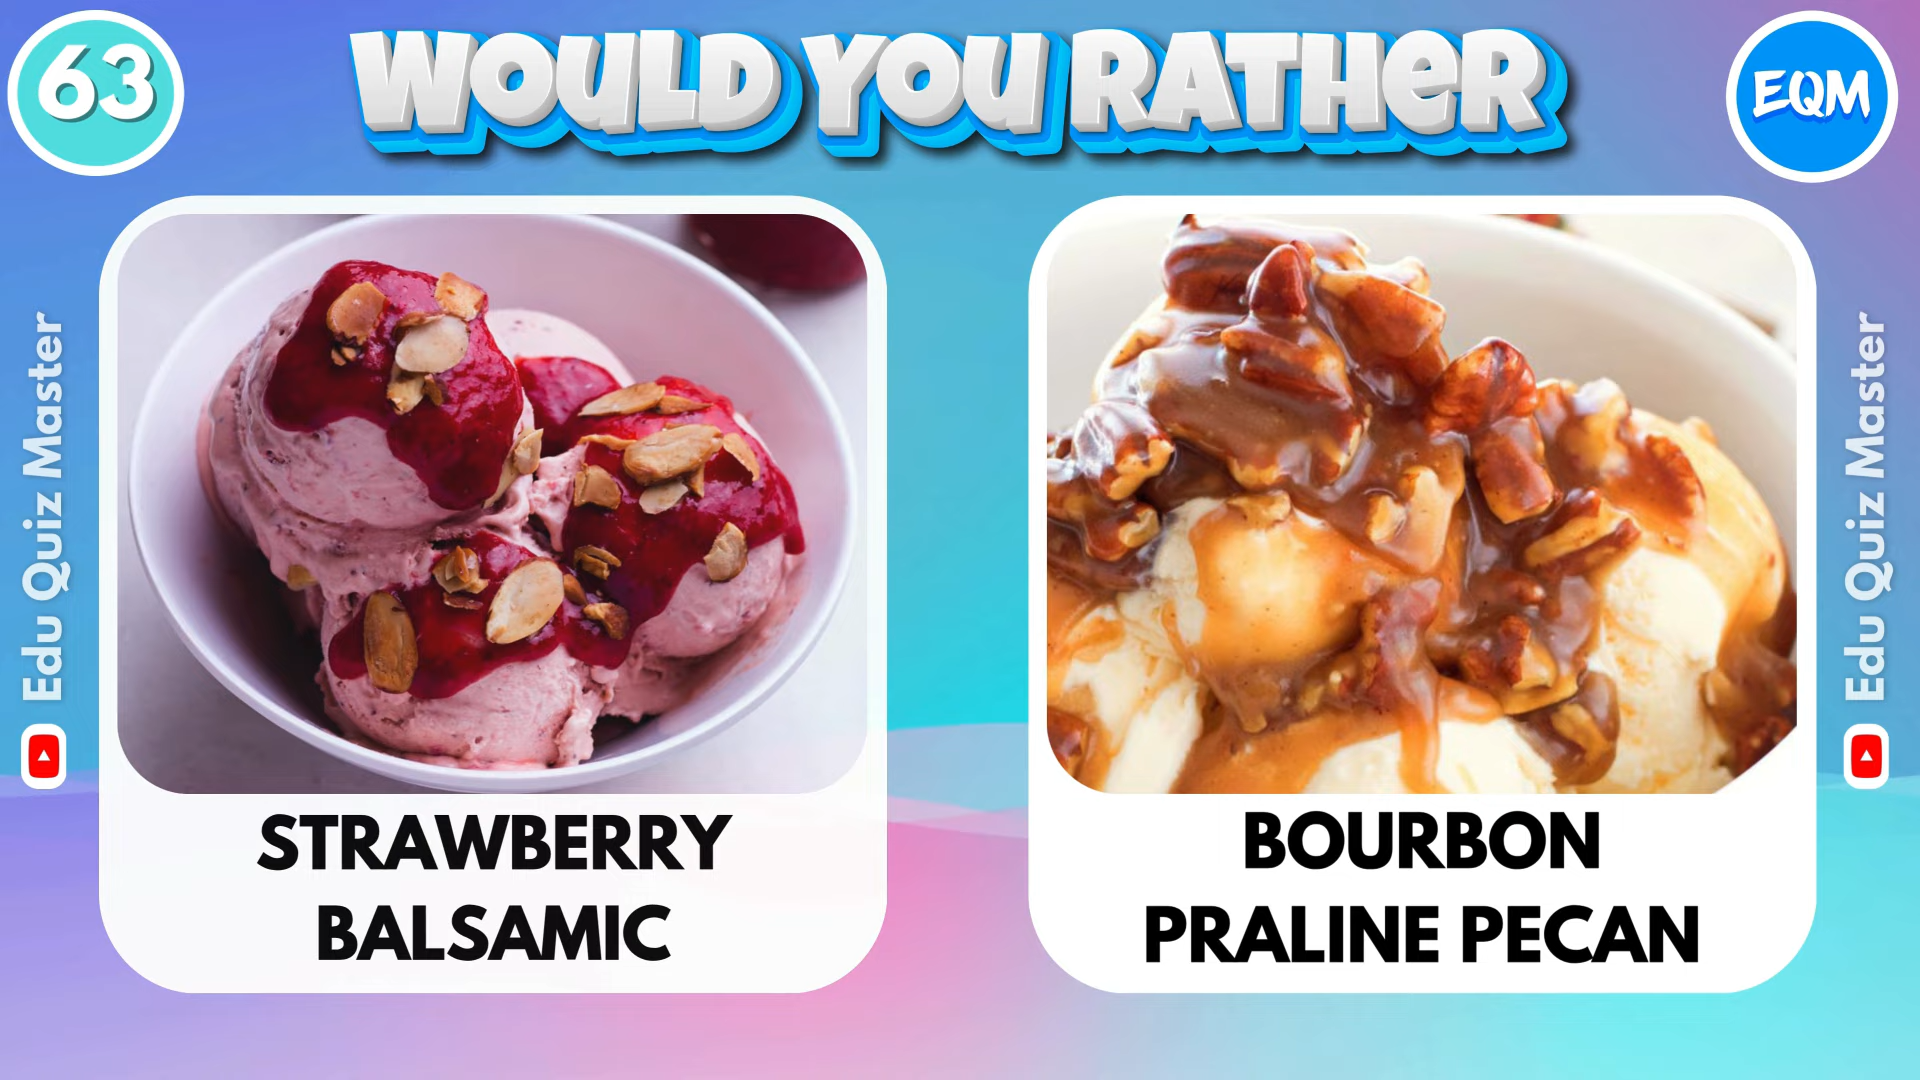 63
WOULD YOU RATHER
EQM
Edu Quiz Master
Edu Quiz Master
STRAWBERRY
BALSAMIC
BOURBON
PRALINE PECAN